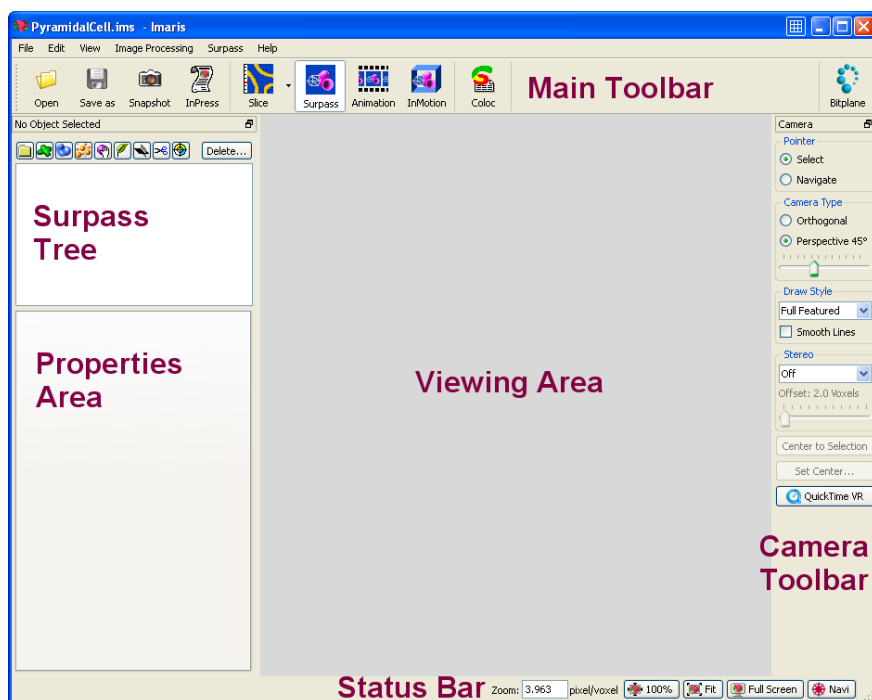 PyramidalCell.ims - Imaris
File Edit View Image Processing Surpass Help
Open Save as Snapshot InPress Slice Surpass Animation InMotion Coloc Main Toolbar Bitplane
No Object Selected
Delete...
Surpass
Tree
Properties
Area
Viewing Area
Camera
Pointer
Select
Navigate
Camera Type
Orthogonal
Perspective 45°
Draw Style
Full Featured
Smooth Lines
Stereo
Off
Offset: 2.0 Voxels
Center to Selection
Set Center...
QuickTime VR
Camera
Toolbar
Status Bar Zoom: 3.963 pixel/voxel 100% Fit Full Screen Navi